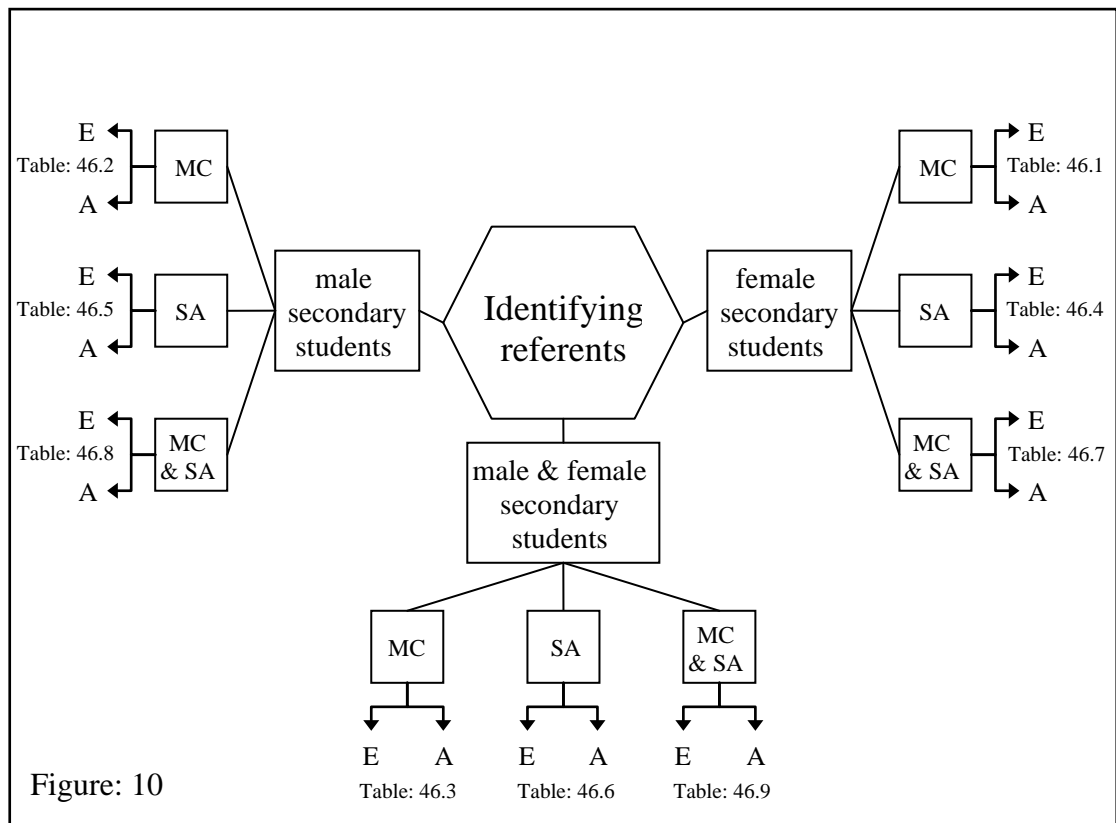 E
Table: 46.2
A
MC
E
Table: 46.5
A
SA
E
Table: 46.8
A
MC
& SA
male
secondary
students
Identifying
referents
female
secondary
students
MC
E
Table: 46.1
A
SA
E
Table: 46.4
A
MC
& SA
E
Table: 46.7
A
male & female
secondary
students
MC
E A
Table: 46.3
SA
E A
Table: 46.6
MC
& SA
E A
Table: 46.9
Figure: 10